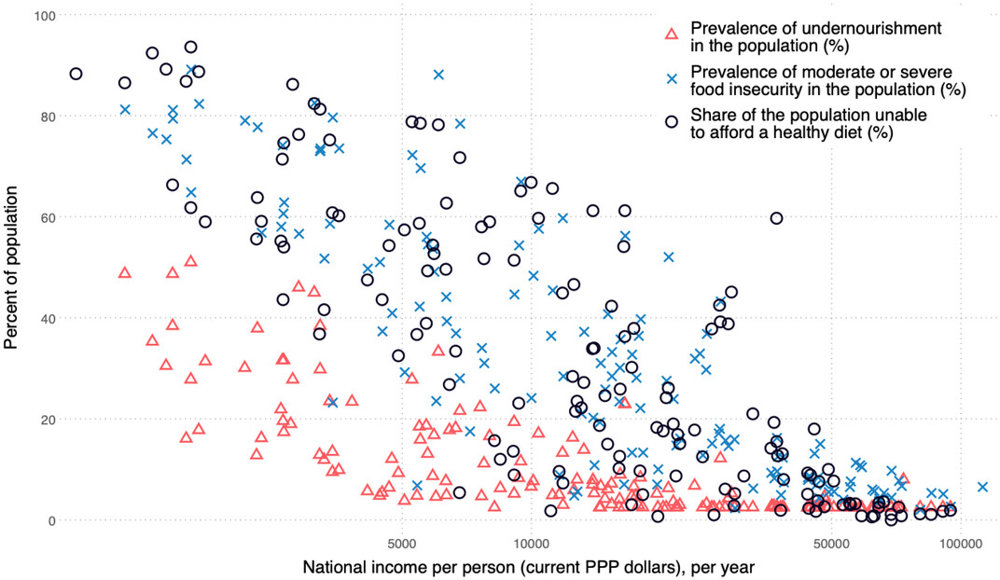 100
80
60
40
20
0
Percent of population
Prevalence of undernourishment
in the population (%)
Prevalence of moderate or severe
food insecurity in the population (%)
Share of the population unable
to afford a healthy diet (%)
5000
10000
50000
100000
National income per person (current PPP dollars), per year